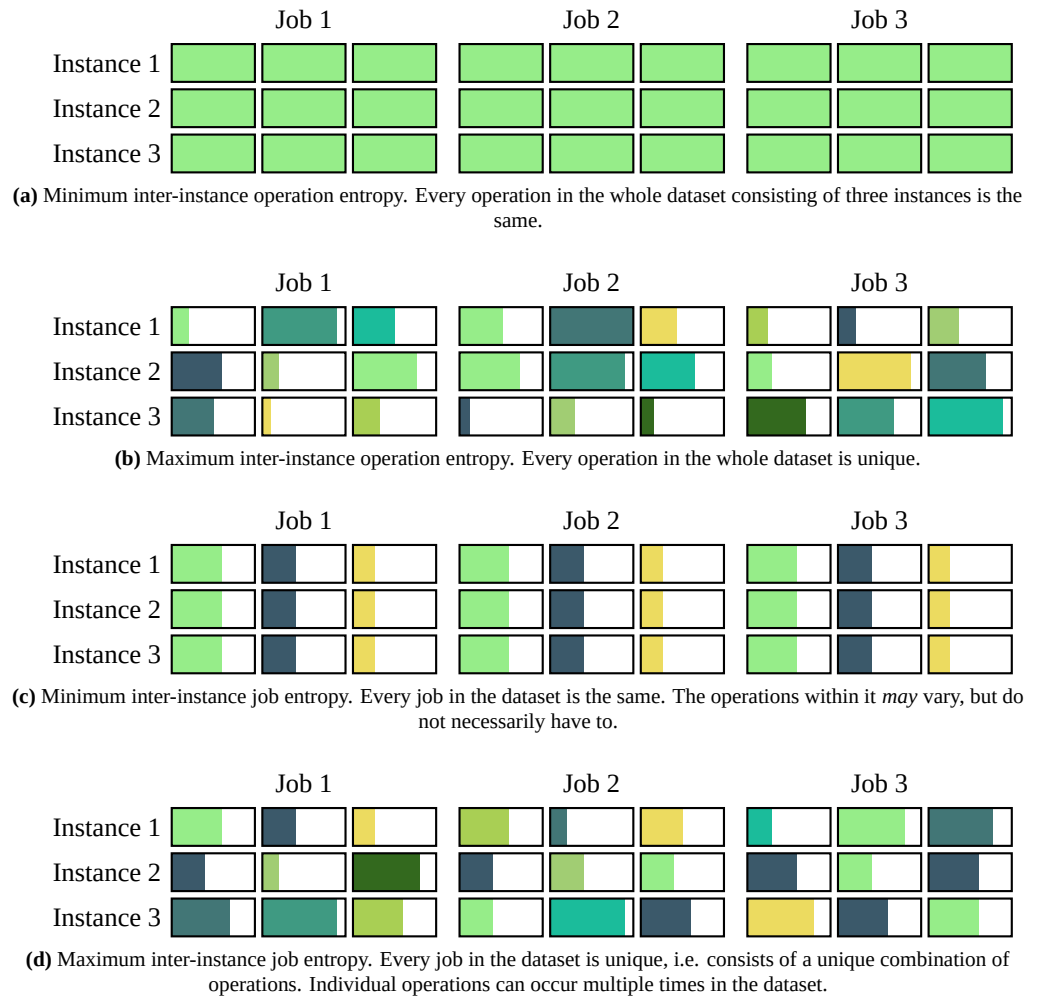 Job 1 Job 2 Job 3
Instance 1
Instance 2
Instance 3
(a) Minimum inter-instance operation entropy. Every operation in the whole dataset consisting of three instances is the
same.
Job 1 Job 2 Job 3
Instance 1
Instance 2
Instance 3
(b) Maximum inter-instance operation entropy. Every operation in the whole dataset is unique.
Job 1 Job 2 Job 3
Instance 1
Instance 2
Instance 3
(c) Minimum inter-instance job entropy. Every job in the dataset is the same. The operations within it may vary, but do
not necessarily have to.
Job 1 Job 2 Job 3
Instance 1
Instance 2
Instance 3
(d) Maximum inter-instance job entropy. Every job in the dataset is unique, i.e. consists of a unique combination of
operations. Individual operations can occur multiple times in the dataset.